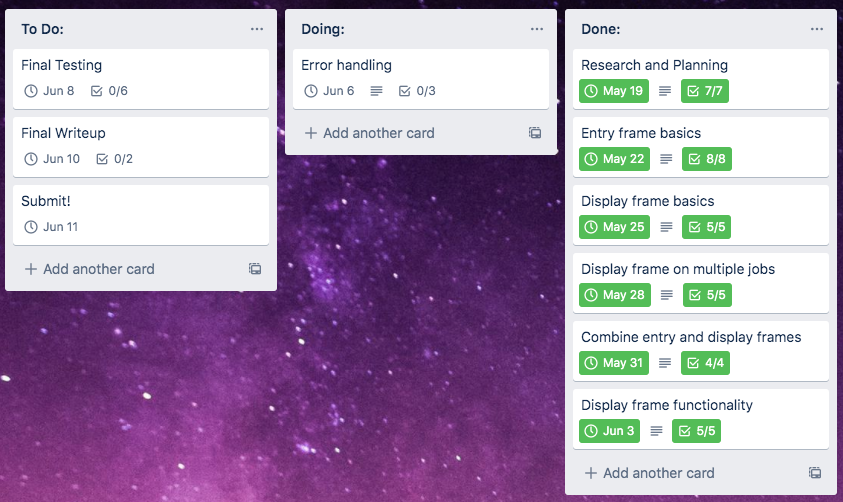 To Do:
Final Testing
Jun 8 0/6
Final Writeup
Jun 10 0/2
Submit!
Jun 11
+ Add another card
Doing:
Error handling
Jun 6 0/3
+ Add another card
Done:
Research and Planning
May 19 7/7
Entry frame basics
May 22 8/8
Display frame basics
May 25 5/5
Display frame on multiple jobs
May 28 5/5
Combine entry and display frames
May 31 4/4
Display frame functionality
Jun 3 5/5
+ Add another card